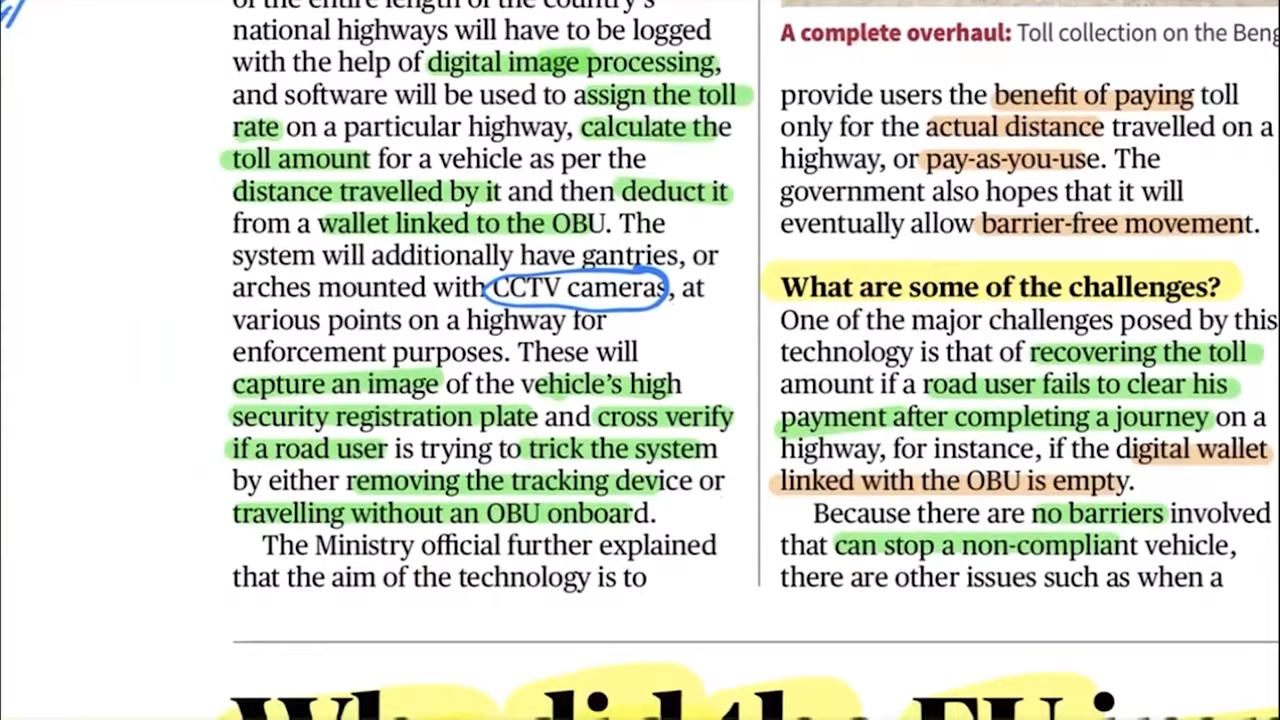 of the entire length of the country's
national highways will have to be logged
with the help of digital image processing,
and software will be used to assign the toll
rate on a particular highway, calculate the
toll amount for a vehicle as per the
distance travelled by it and then deduct it
from a wallet linked to the OBU. The
system will additionally have gantries, or
arches mounted with CCTV cameras, at
various points on a highway for
enforcement purposes. These will
capture an image of the vehicle's high
security registration plate and cross verify
if a road user is trying to trick the system
by either removing the tracking device or
travelling without an OBU onboard.
The Ministry official further explained
that the aim of the technology is to
A complete overhaul: Toll collection on the Beng
provide users the benefit of paying toll
only for the actual distance travelled on a
highway, or pay-as-you-use. The
government also hopes that it will
eventually allow barrier-free movement.
What are some of the challenges?
One of the major challenges posed by this
technology is that of recovering the toll
amount if a road user fails to clear his
payment after completing a journey on a
highway, for instance, if the digital wallet
linked with the OBU is empty.
Because there are no barriers involved
that can stop a non-compliant vehicle,
there are other issues such as when a
Why did the EU